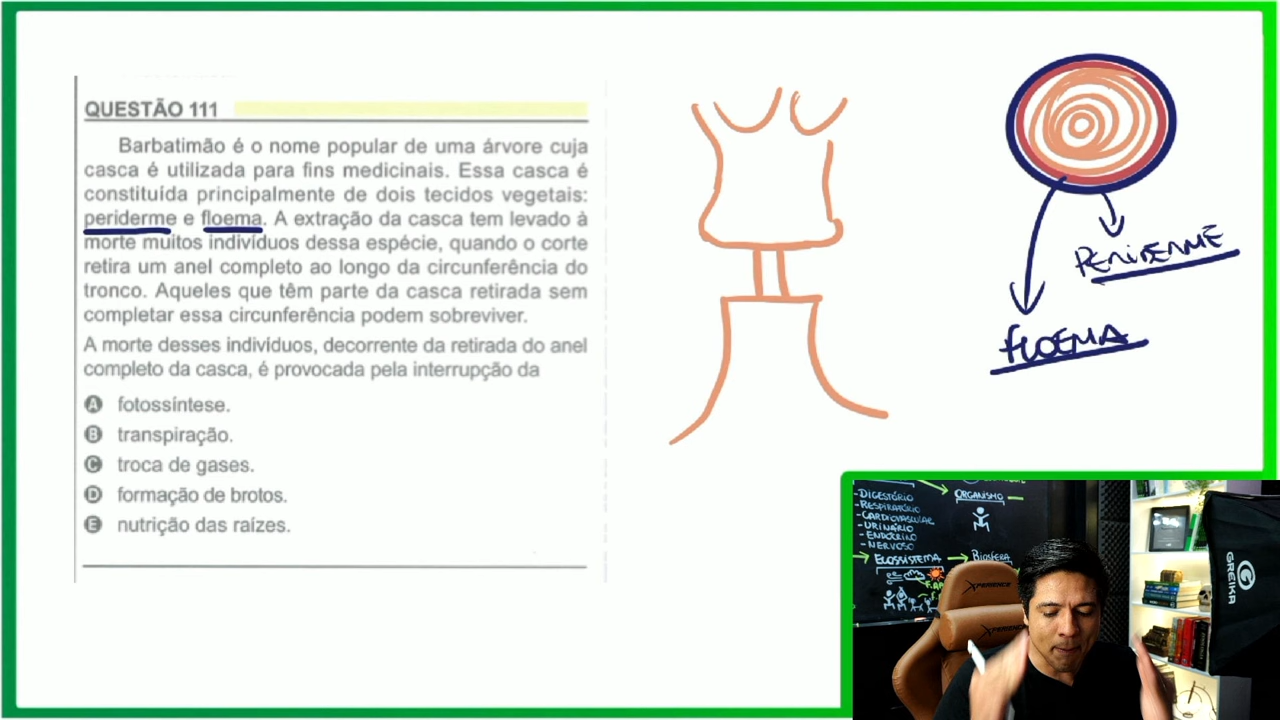 QUESTÃO 111
Barbatimão é o nome popular de uma árvore cuja
casca é utilizada para fins medicinais. Essa casca é
constituída principalmente de dois tecidos vegetais:
periderme e floema. A extração da casca tem levado à
morte muitos indivíduos dessa espécie, quando o corte
retira um anel completo ao longo da circunferência do
tronco. Aqueles que têm parte da casca retirada sem
completar essa circunferência podem sobreviver.
A morte desses indivíduos, decorrente da retirada do anel
completo da casca, é provocada pela interrupção da
A fotossíntese.
B transpiração.
C troca de gases.
D formação de brotos.
E nutrição das raízes.
PERIDERME
FLOEMA
-DIGESTÓRIO
-RESPIRATÓRIO
-CARDIOVASCULAR
-URINÁRIO
-ENDÓCRINO
-NERVOSO
ORGANISMO
ECOSSISTEMA
BIOSFERA
XPERIENCE
XPERIENCE
GREIKA